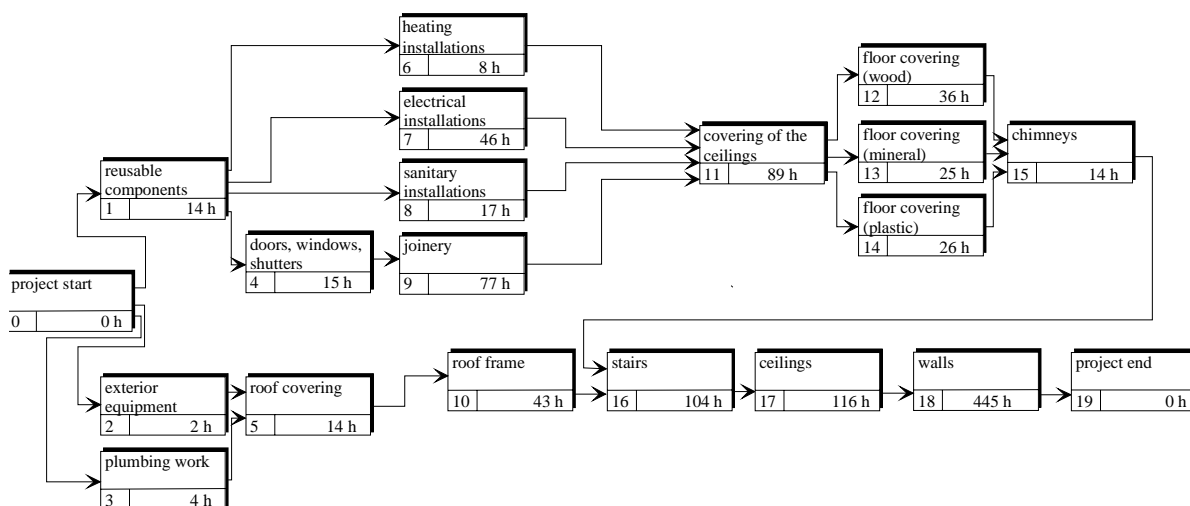 heating
installations
6 8 h
electrical
installations
7 46 h
reusable
components
1 14 h
sanitary
installations
8 17 h
doors, windows,
shutters
4 15 h
joinery
9 77 h
covering of the
ceilings
11 89 h
floor covering
(wood)
12 36 h
floor covering
(mineral)
13 25 h
floor covering
(plastic)
14 26 h
chimneys
15 14 h
project start
0 0 h
exterior
equipment
2 2 h
plumbing work
3 4 h
roof covering
5 14 h
roof frame
10 43 h
stairs
16 104 h
ceilings
17 116 h
walls
18 445 h
project end
19 0 h